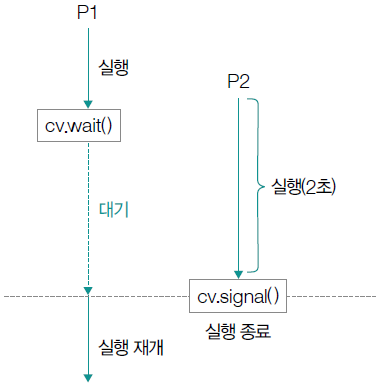 P1
실행
P2
cv.wait()
실행(2초)
대기
cv.signal()
실행 종료
실행 재개